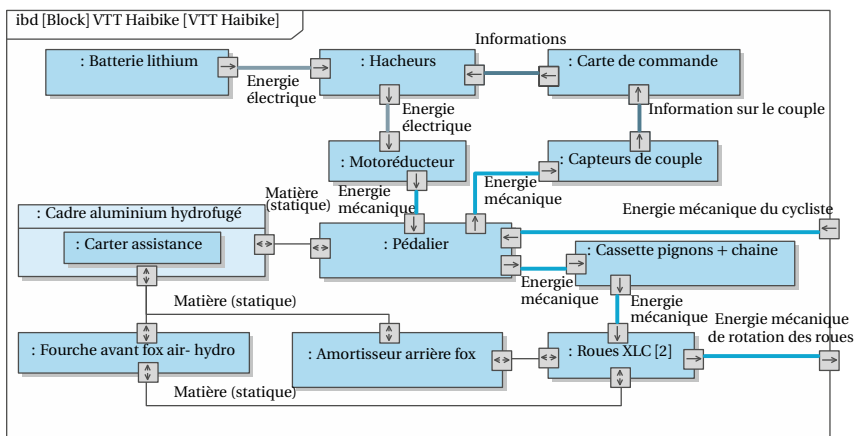 ibd [Block] VTT Haibike [VTT Haibike]
: Batterie lithium
: Hacheurs
Informations
: Carte de commande
Energie
électrique
Energie
électrique
Information sur le couple
: Motoréducteur
: Capteurs de couple
Matière
(statique)
Energie
mécanique
Energie
mécanique
: Cadre aluminium hydrofugé
: Carter assistance
: Pédalier
Energie mécanique du cycliste
: Cassette pignons + chaine
Energie
mécanique
Matière (statique)
Energie
mécanique
Energie mécanique
de rotation des roues
: Fourche avant fox air- hydro
: Amortisseur arrière fox
: Roues XLC [2]
Matière (statique)